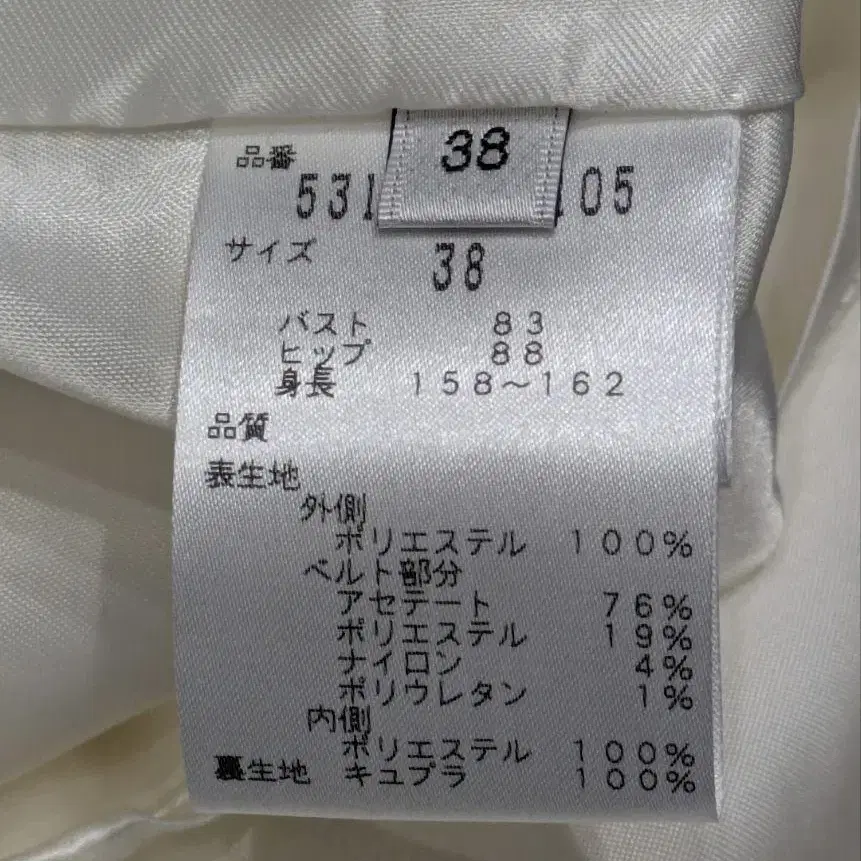 38
品番
531 105
サイズ 38
バスト 83
ヒップ 88
身長 158~162
品質
表生地
外側
ポリエステル 100%
ベルト部分
アセテート 76%
ポリエステル 19%
ナイロン 4%
ポリウレタン 1%
内側
ポリエステル 100%
裏生地 キュプラ 100%